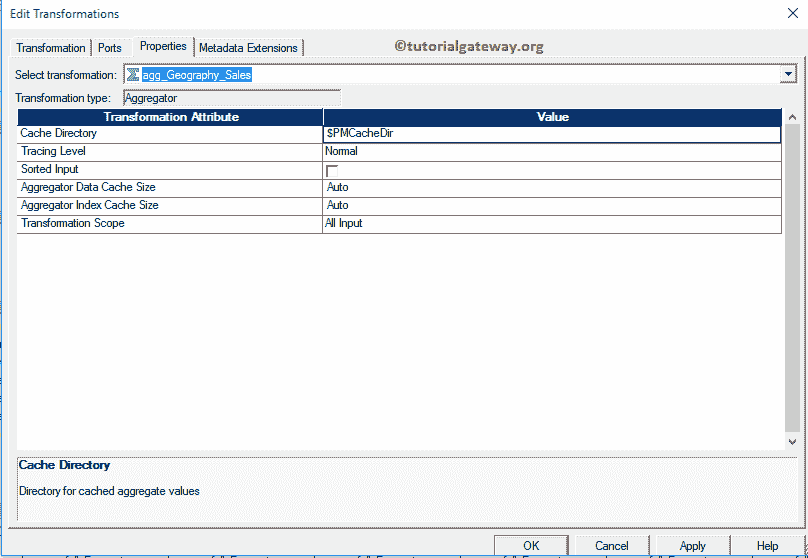 Edit Transformations
Transformation Ports Properties Metadata Extensions
©tutorialgateway.org
Select transformation: agg_Geography_Sales
Transformation type: Aggregator
Transformation Attribute Value
Cache Directory $PMCacheDir
Tracing Level Normal
Sorted Input
Aggregator Data Cache Size Auto
Aggregator Index Cache Size Auto
Transformation Scope All Input
Cache Directory
Directory for cached aggregate values
OK Cancel Apply Help